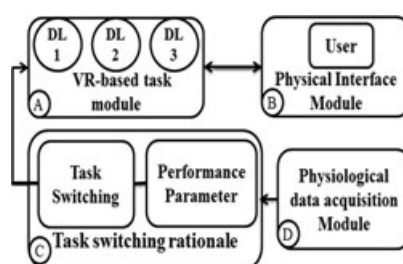 DL
1
DL
2
DL
3
VR-based task
module
A
User
Physical Interface
Module
B
Task
Switching
Performance
Parameter
C
Task switching rationale
Physiological
data acquisition
Module
D